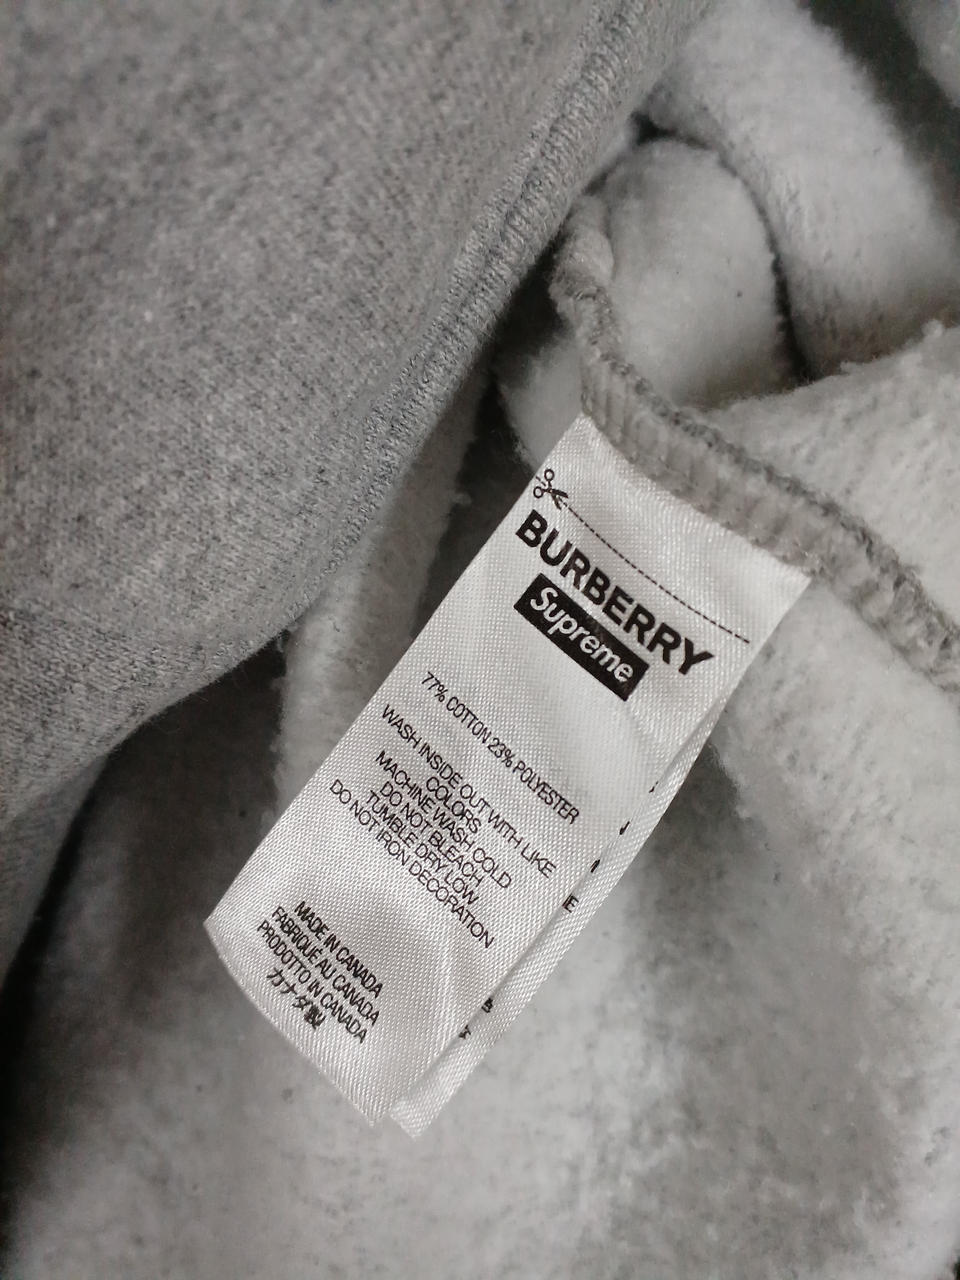 BURBERRY
Supreme
77% COTTON 23% POLYESTER
WASH INSIDE OUT WITH LIKE
COLORS
MACHINE WASH COLD
DO NOT BLEACH
TUMBLE DRY LOW
DO NOT IRON DECORATION
MADE IN CANADA
FABRIQUÉ AU CANADA
PRODOTTO IN CANADA
カナダ製